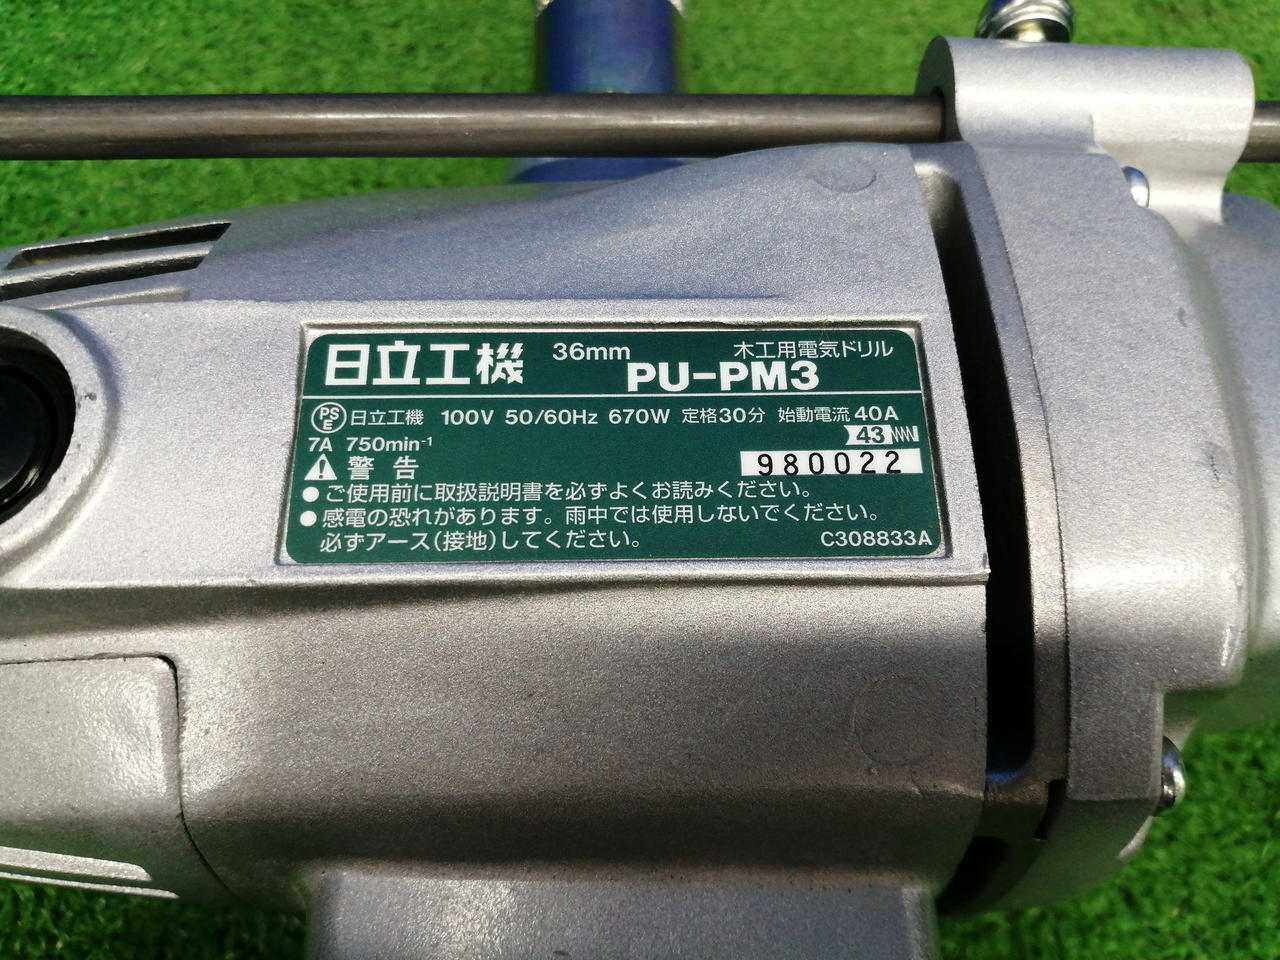 日立工機 36mm 木工用電気ドリル
PU-PM3
PSE 日立工機 100V 50/60Hz 670W 定格30分 始動電流 40A
7A 750min⁻¹ 43
警告 980022
●ご使用前に取扱説明書を必ずよくお読みください。
●感電の恐れがあります。雨中では使用しないでください。
必ずアース(接地)してください。 C308833A